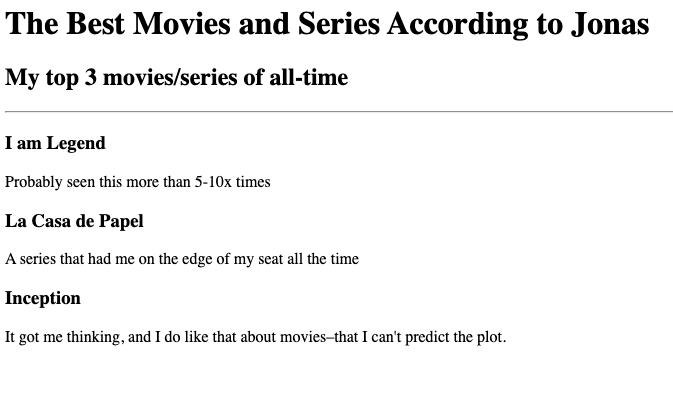 The Best Movies and Series According to Jonas
My top 3 movies/series of all-time
I am Legend
Probably seen this more than 5-10x times
La Casa de Papel
A series that had me on the edge of my seat all the time
Inception
It got me thinking, and I do like that about movies–that I can't predict the plot.